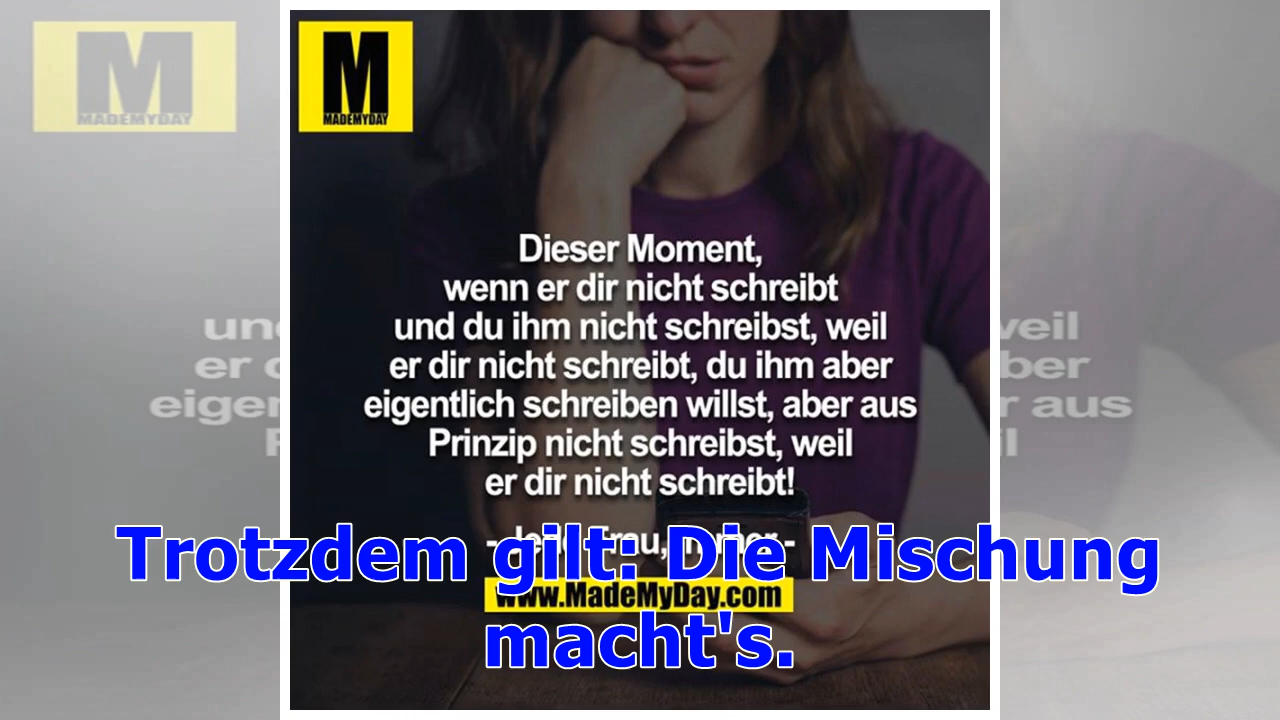 M
MADEMYDAY
M
MADEMYDAY
Dieser Moment,
wenn er dir nicht schreibt
und du ihm nicht schreibst, weil
er dir nicht schreibt, du ihm aber
eigentlich schreiben willst, aber aus
Prinzip nicht schreibst, weil
er dir nicht schreibt!
Trotzdem gilt: Die Mischung
www.MadeMyDay.com
macht's.